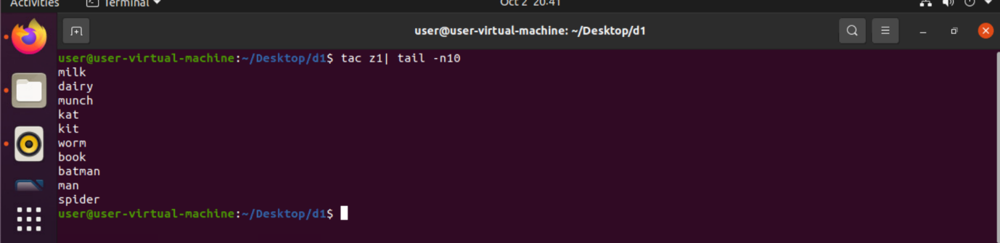 Activities
Terminal
Oct 2 20:41
user@user-virtual-machine: ~/Desktop/d1
user@user-virtual-machine:~/Desktop/d1$ tac z1| tail -n10
milk
dairy
munch
kat
kit
worm
book
batman
man
spider
user@user-virtual-machine:~/Desktop/d1$